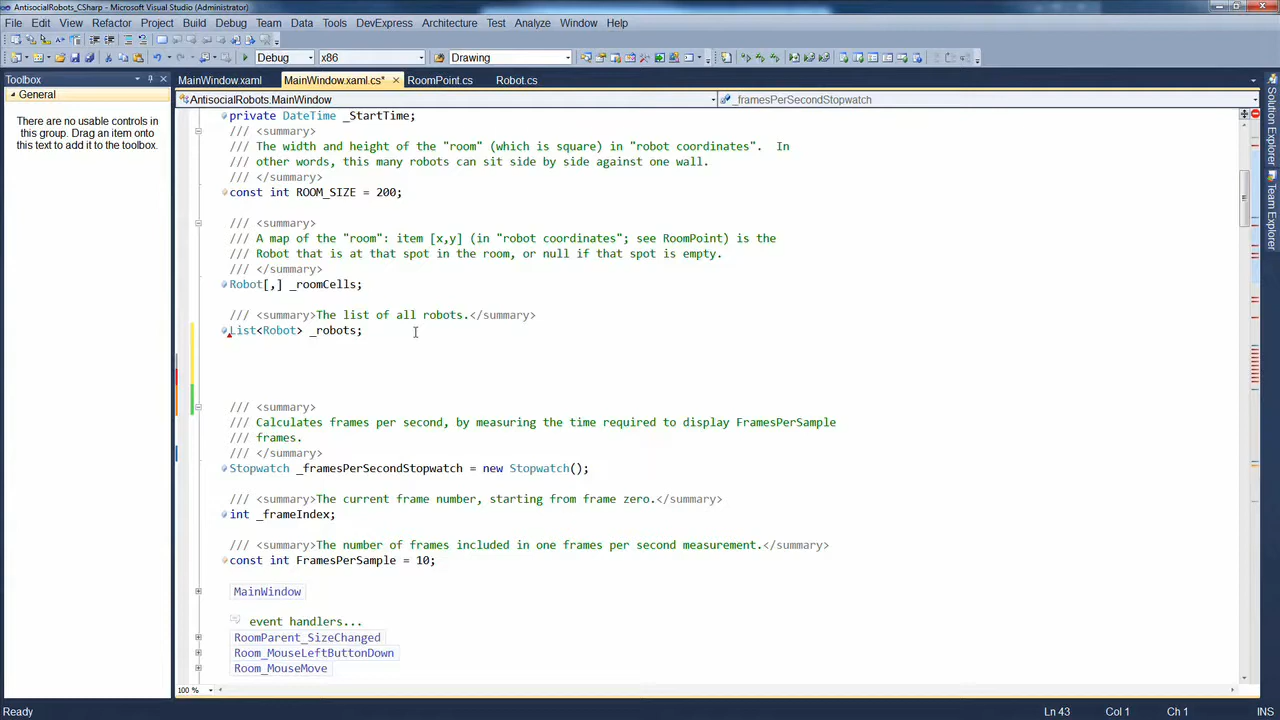 AntisocialRobots_CSharp - Microsoft Visual Studio (Administrator)
File Edit View Refactor Project Build Debug Team Data Tools DevExpress Architecture Test Analyze Window Help
Debug x86 Drawing
Toolbox
MainWindow.xaml MainWindow.xaml.cs* RoomPoint.cs Robot.cs
General
There are no usable controls in
this group. Drag an item onto
this text to add it to the toolbox.
AntisocialRobots.MainWindow _framesPerSecondStopwatch
private DateTime _StartTime;
/// <summary>
/// The width and height of the "room" (which is square) in "robot coordinates".  In
/// other words, this many robots can sit side by side against one wall.
/// </summary>
const int ROOM_SIZE = 200;
/// <summary>
/// A map of the "room": item [x,y] (in "robot coordinates"; see RoomPoint) is the
/// Robot that is at that spot in the room, or null if that spot is empty.
/// </summary>
Robot[,] _roomCells;
/// <summary>The list of all robots.</summary>
List<Robot> _robots;
/// <summary>
/// Calculates frames per second, by measuring the time required to display FramesPerSample
/// frames.
/// </summary>
Stopwatch _framesPerSecondStopwatch = new Stopwatch();
/// <summary>The current frame number, starting from frame zero.</summary>
int _frameIndex;
/// <summary>The number of frames included in one frames per second measurement.</summary>
const int FramesPerSample = 10;
MainWindow
event handlers...
RoomParent_SizeChanged
Room_MouseLeftButtonDown
Room_MouseMove
100 %
Solution Explorer
Team Explorer
Ready Ln 43 Col 1 Ch 1 INS